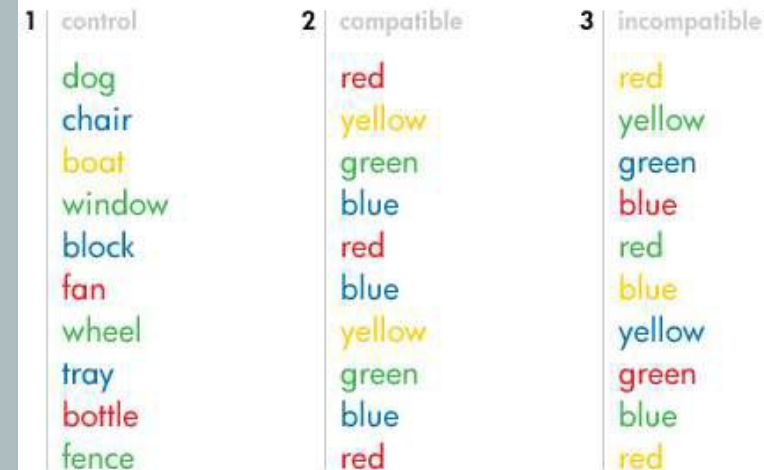 1 control
dog
chair
boat
window
block
fan
wheel
tray
bottle
fence
2 compatible
red
yellow
green
blue
red
blue
yellow
green
blue
red
3 incompatible
red
yellow
green
blue
red
blue
yellow
green
blue
red